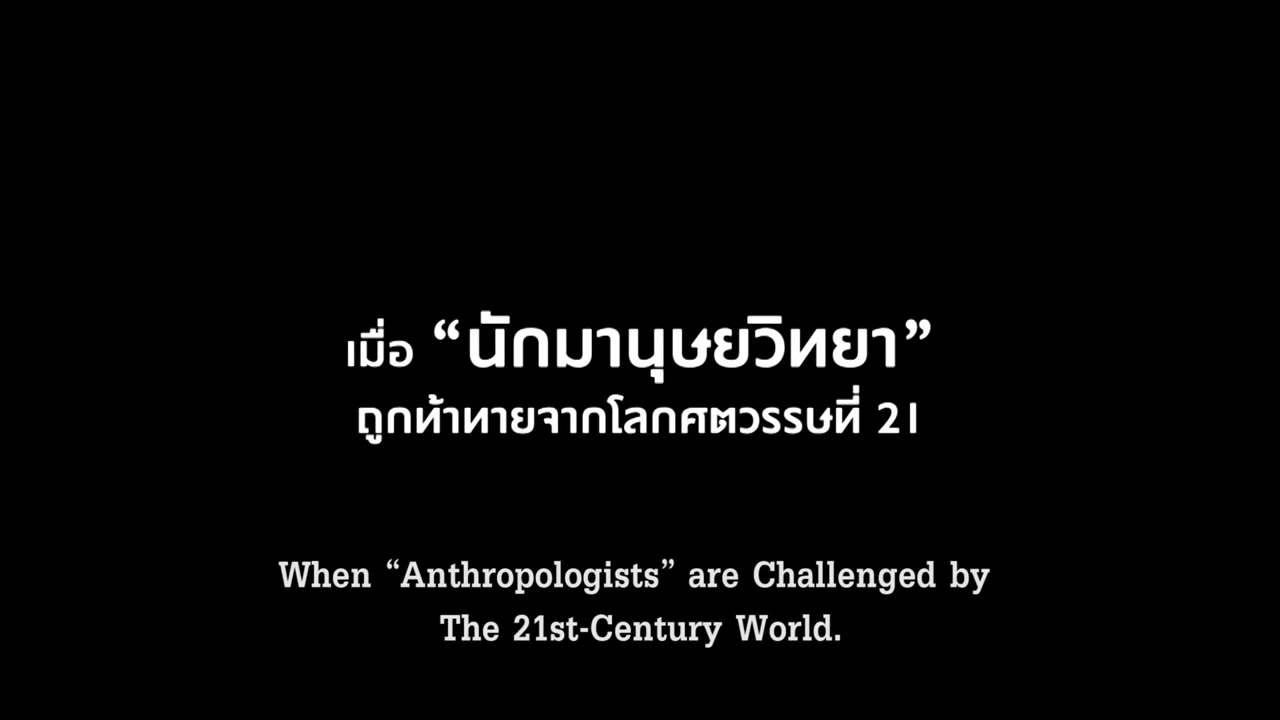 เมื่อ “นักมานุษยวิทยา”
ถูกท้าทายจากโลกศตวรรษที่ 21
When “Anthropologists” are Challenged by
The 21st-Century World.